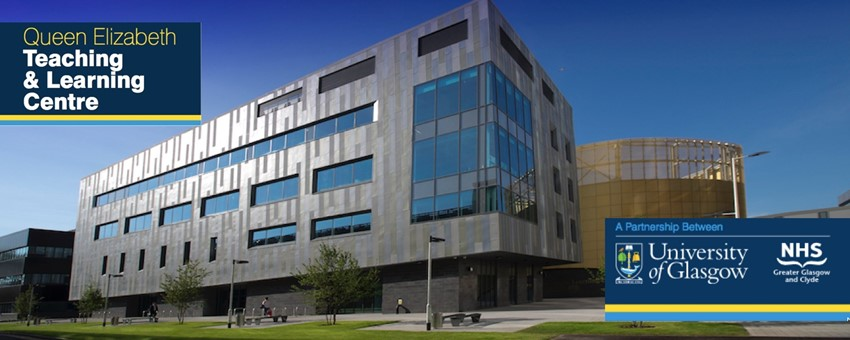 Queen Elizabeth
Teaching
& Learning
Centre
A Partnership Between
University
of Glasgow
NHS
Greater Glasgow
and Clyde